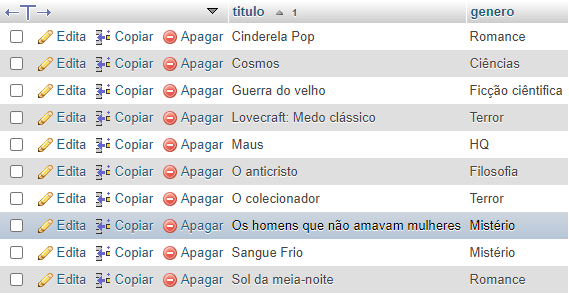 titulo 1 genero
Edita Copiar Apagar Cinderela Pop Romance
Edita Copiar Apagar Cosmos Ciências
Edita Copiar Apagar Guerra do velho Ficção ciêntifica
Edita Copiar Apagar Lovecraft: Medo clássico Terror
Edita Copiar Apagar Maus HQ
Edita Copiar Apagar O anticristo Filosofia
Edita Copiar Apagar O colecionador Terror
Edita Copiar Apagar Os homens que não amavam mulheres Mistério
Edita Copiar Apagar Sangue Frio Mistério
Edita Copiar Apagar Sol da meia-noite Romance